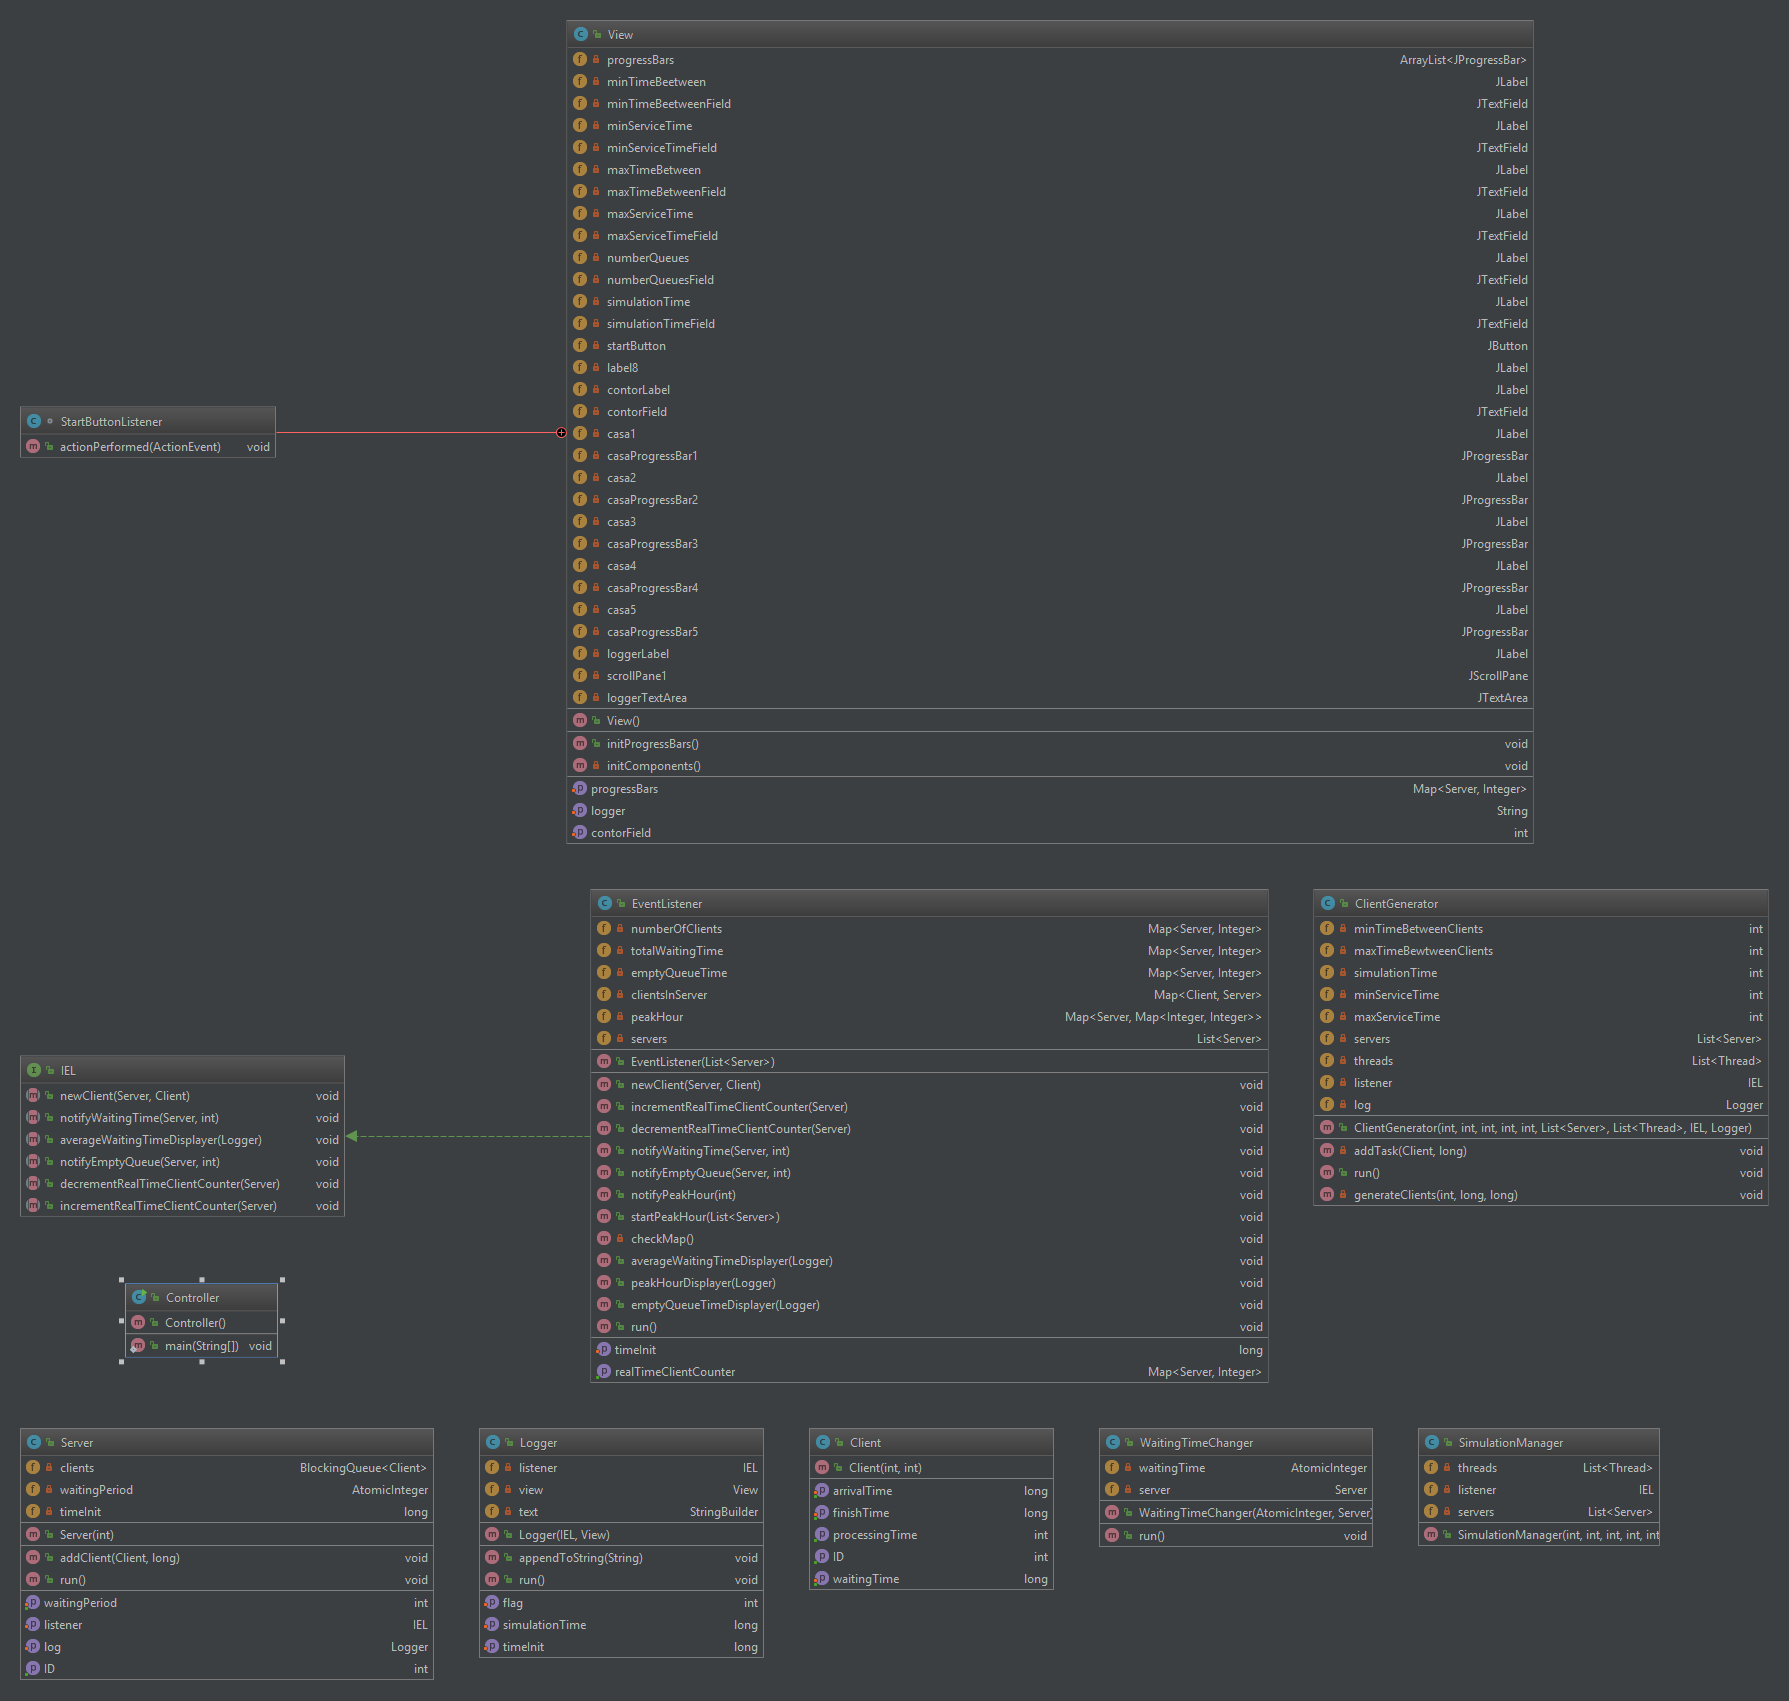 View
progressBars ArrayList<JProgressBar>
minTimeBeetween JLabel
minTimeBeetweenField JTextField
minServiceTime JLabel
minServiceTimeField JTextField
maxTimeBetween JLabel
maxTimeBetweenField JTextField
maxServiceTime JLabel
maxServiceTimeField JTextField
numberQueues JLabel
numberQueuesField JTextField
simulationTime JLabel
simulationTimeField JTextField
startButton JButton
label8 JLabel
contorLabel JLabel
contorField JTextField
casa1 JLabel
casaProgressBar1 JProgressBar
casa2 JLabel
casaProgressBar2 JProgressBar
casa3 JLabel
casaProgressBar3 JProgressBar
casa4 JLabel
casaProgressBar4 JProgressBar
casa5 JLabel
casaProgressBar5 JProgressBar
loggerLabel JLabel
scrollPane1 JScrollPane
loggerTextArea JTextArea
View()
initProgressBars() void
initComponents() void
progressBars Map<Server, Integer>
logger String
contorField int
StartButtonListener
actionPerformed(ActionEvent) void
EventListener
numberOfClients Map<Server, Integer>
totalWaitingTime Map<Server, Integer>
emptyQueueTime Map<Server, Integer>
clientsInServer Map<Client, Server>
peakHour Map<Server, Map<Integer, Integer>>
servers List<Server>
EventListener(List<Server>)
newClient(Server, Client) void
incrementRealTimeClientCounter(Server) void
decrementRealTimeClientCounter(Server) void
notifyWaitingTime(Server, int) void
notifyEmptyQueue(Server, int) void
notifyPeakHour(int) void
startPeakHour(List<Server>) void
checkMap() void
averageWaitingTimeDisplayer(Logger) void
peakHourDisplayer(Logger) void
emptyQueueTimeDisplayer(Logger) void
run() void
timeInit long
realTimeClientCounter Map<Server, Integer>
ClientGenerator
minTimeBetweenClients int
maxTimeBewtweenClients int
simulationTime int
minServiceTime int
maxServiceTime int
servers List<Server>
threads List<Thread>
listener IEL
log Logger
ClientGenerator(int, int, int, int, int, List<Server>, List<Thread>, IEL, Logger)
addTask(Client, long) void
run() void
generateClients(int, long, long) void
IEL
newClient(Server, Client) void
notifyWaitingTime(Server, int) void
averageWaitingTimeDisplayer(Logger) void
notifyEmptyQueue(Server, int) void
decrementRealTimeClientCounter(Server) void
incrementRealTimeClientCounter(Server) void
Controller
Controller()
main(String[]) void
Server
clients BlockingQueue<Client>
waitingPeriod AtomicInteger
timeInit long
Server(int)
addClient(Client, long) void
run() void
waitingPeriod int
listener IEL
log Logger
ID int
Logger
listener IEL
view View
text StringBuilder
Logger(IEL, View)
appendToString(String) void
run() void
flag int
simulationTime long
timeInit long
Client
Client(int, int)
arrivalTime long
finishTime long
processingTime int
ID int
waitingTime long
WaitingTimeChanger
waitingTime AtomicInteger
server Server
WaitingTimeChanger(AtomicInteger, Server)
run() void
SimulationManager
threads List<Thread>
listener IEL
servers List<Server>
SimulationManager(int, int, int, int, int